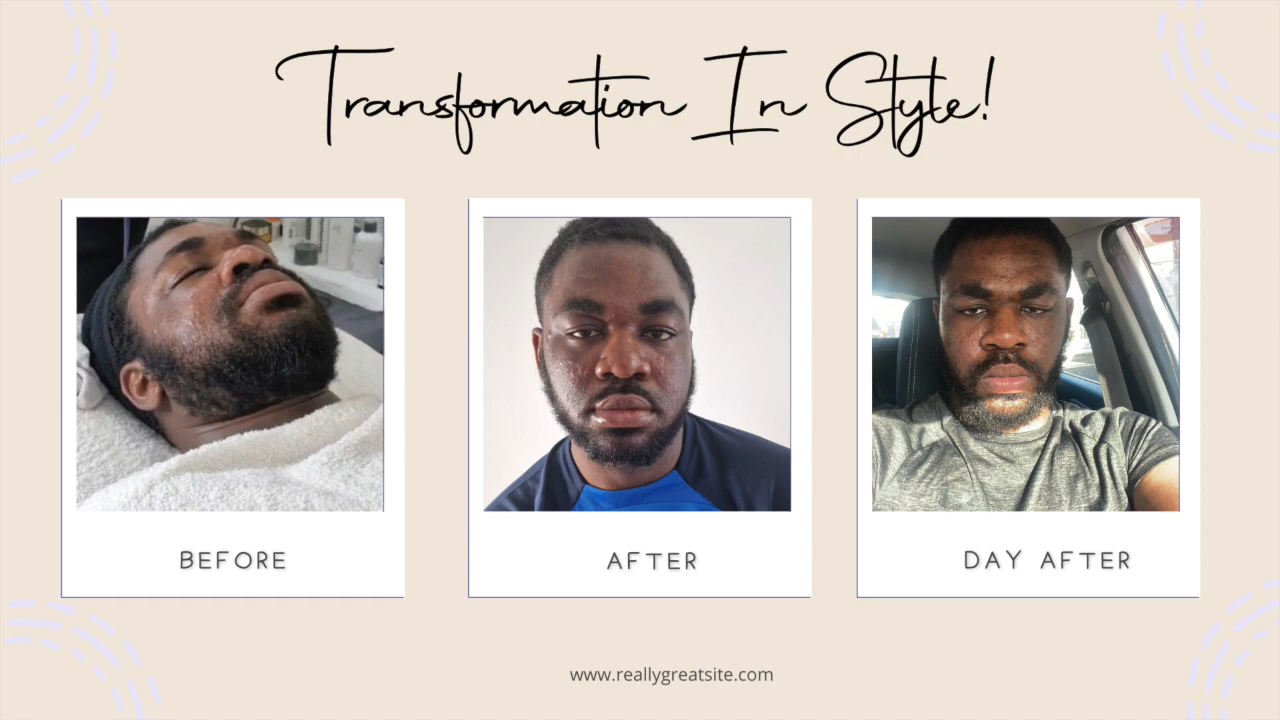 Transformation In Style!
BEFORE
AFTER
DAY AFTER
www.reallygreatsite.com